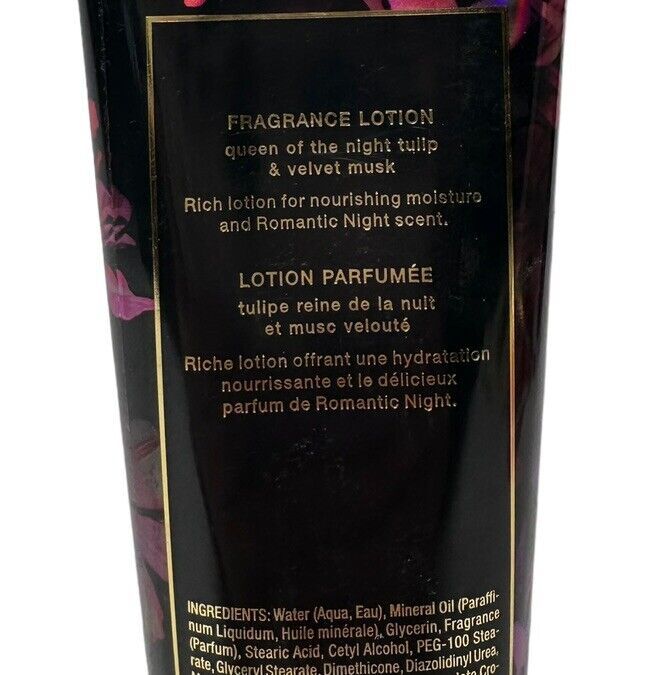 FRAGRANCE LOTION
queen of the night tulip
& velvet musk
Rich lotion for nourishing moisture
and Romantic Night scent.
LOTION PARFUMÉE
tulipe reine de la nuit
et musc velouté
Riche lotion offrant une hydratation
nourrissante et le délicieux
parfum de Romantic Night.
INGREDIENTS: Water (Aqua, Eau), Mineral Oil (Paraffi-
num Liquidum, Huile minérale), Glycerin, Fragrance
(Parfum), Stearic Acid, Cetyl Alcohol, PEG-100 Stea-
rate, Glyceryl Stearate, Dimethicone, Diazolidinyl Urea,